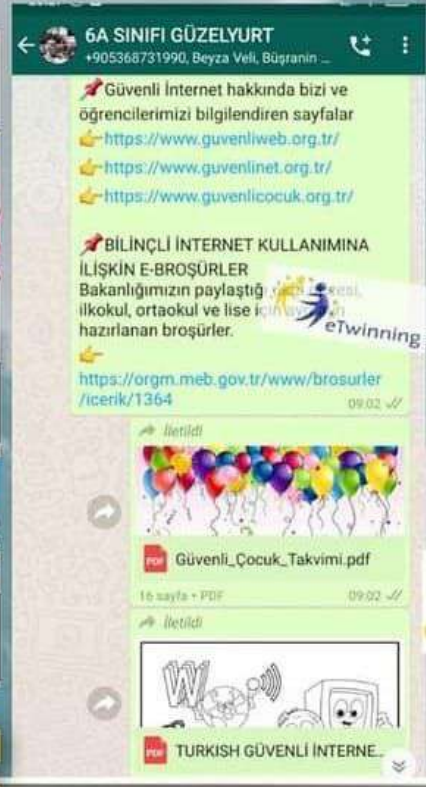 6A SINIFI GÜZELYURT
+905368731990, Beyza Veli, Büşranin ...
📌Güvenli İnternet hakkında bizi ve
öğrencilerimizi bilgilendiren sayfalar
👉https://www.guvenliweb.org.tr/
👉https://www.guvenlinet.org.tr/
👉https://www.guvenlicocuk.org.tr/
📌BİLİNÇLİ İNTERNET KULLANIMINA
İLİŞKİN E-BROŞÜRLER
Bakanlığımızın paylaştığ
ilkokul, ortaokul ve lise için
hazırlanan broşürler.
eTwinning
👉
https://orgm.meb.gov.tr/www/brosurler
/icerik/1364
09.02
İletildi
PDF Güvenli_Çocuk_Takvimi.pdf
16 sayfa • PDF 09.02
İletildi
W
PDF TURKISH GÜVENLİ İNTERNE...